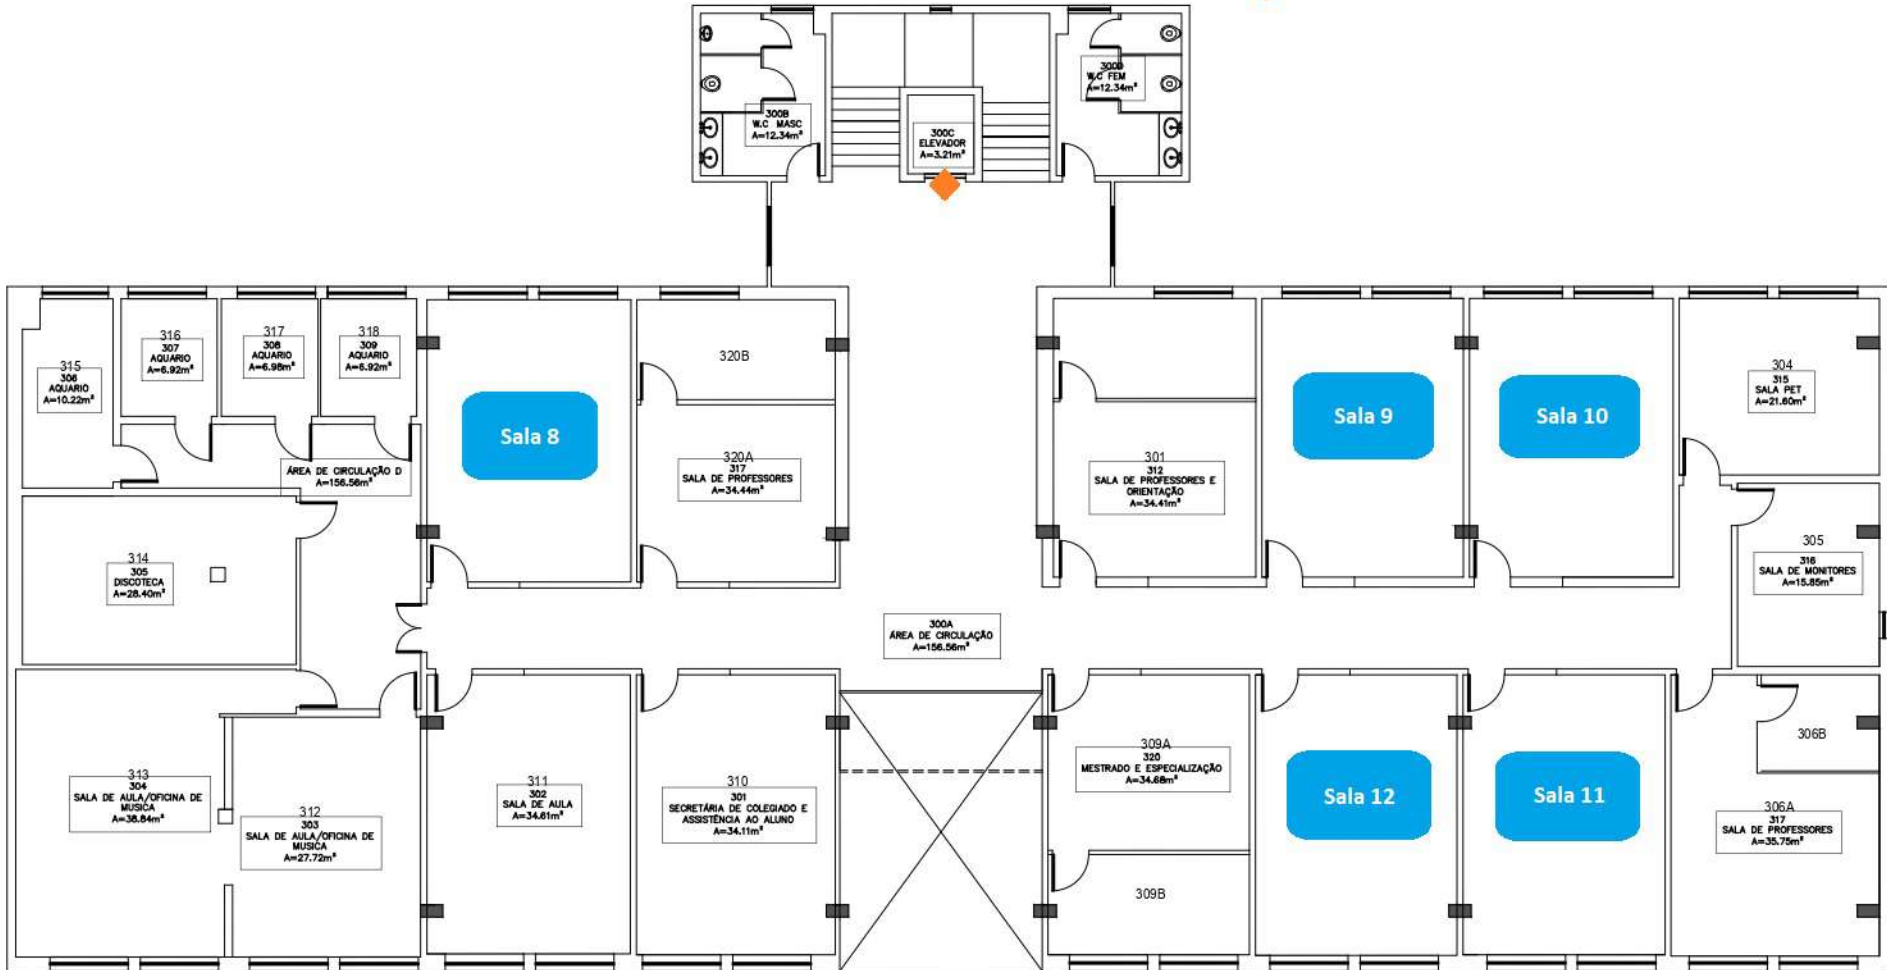 300B
W.C MASC
A=12.34m²
300C
ELEVADOR
A=3.21m²
300D
W.C FEM
A=12.34m²
315
306
AQUARIO
A=10.22m²
316
307
AQUARIO
A=6.92m²
317
308
AQUARIO
A=6.98m²
318
309
AQUARIO
A=6.92m²
ÁREA DE CIRCULAÇÃO D
A=156.56m²
Sala 8
320B
320A
317
SALA DE PROFESSORES
A=34.44m²
301
312
SALA DE PROFESSORES E
ORIENTAÇÃO
A=34.41m²
Sala 9
Sala 10
304
315
SALA PET
A=21.60m²
305
316
SALA DE MONITORES
A=15.85m²
314
305
DISCOTECA
A=28.40m²
300A
ÁREA DE CIRCULAÇÃO
A=156.56m²
313
304
SALA DE AULA/OFICINA DE
MUSICA
A=38.84m²
312
303
SALA DE AULA/OFICINA DE
MUSICA
A=27.72m²
311
302
SALA DE AULA
A=34.61m²
310
301
SECRETÁRIA DE COLEGIADO E
ASSISTÊNCIA AO ALUNO
A=34.11m²
309A
320
MESTRADO E ESPECIALIZAÇÃO
A=34.68m²
309B
Sala 12
Sala 11
306B
306A
317
SALA DE PROFESSORES
A=35.75m²